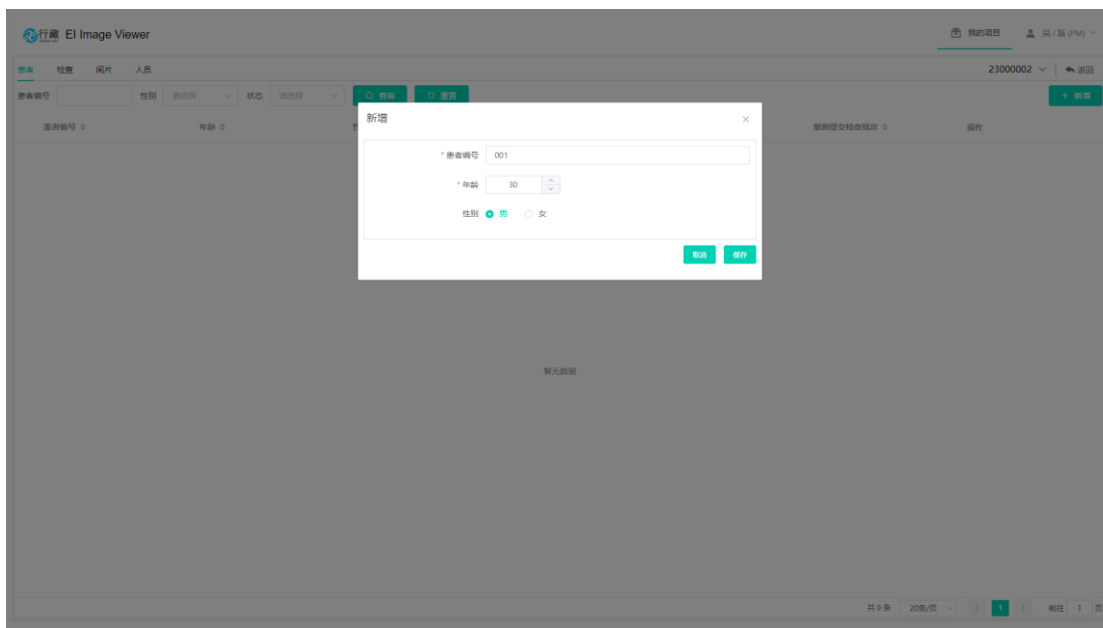 行藏 EI Image Viewer
我的项目
(PM)
患者 检查 阅片 人员
23000002 返回
患者编号 性别 请选择 状态 请选择 查询 重置
+ 新增
患者编号 年龄
最新提交检查批次 操作
新增
* 患者编号 001
* 年龄 30
性别 男 女
取消 保存
暂无数据
共 0 条 20条/页 1 前往 1 页